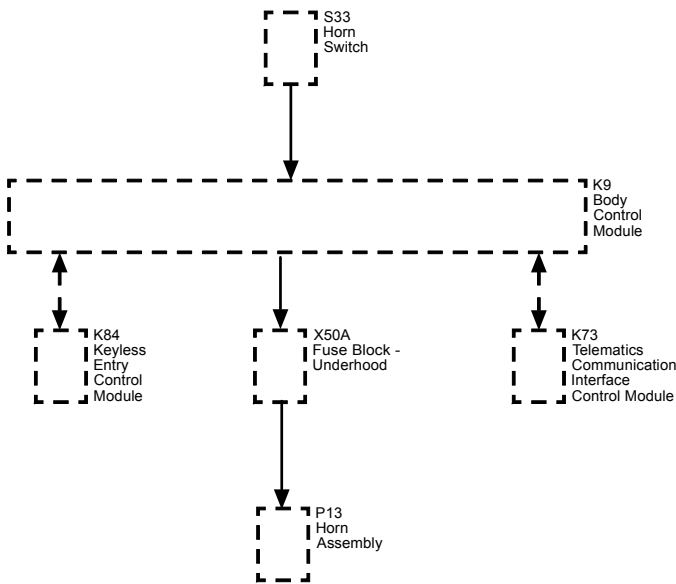 S33
Horn
Switch
K9
Body
Control
Module
K84
Keyless
Entry
Control
Module
X50A
Fuse Block -
Underhood
K73
Telematics
Communication
Interface
Control Module
P13
Horn
Assembly